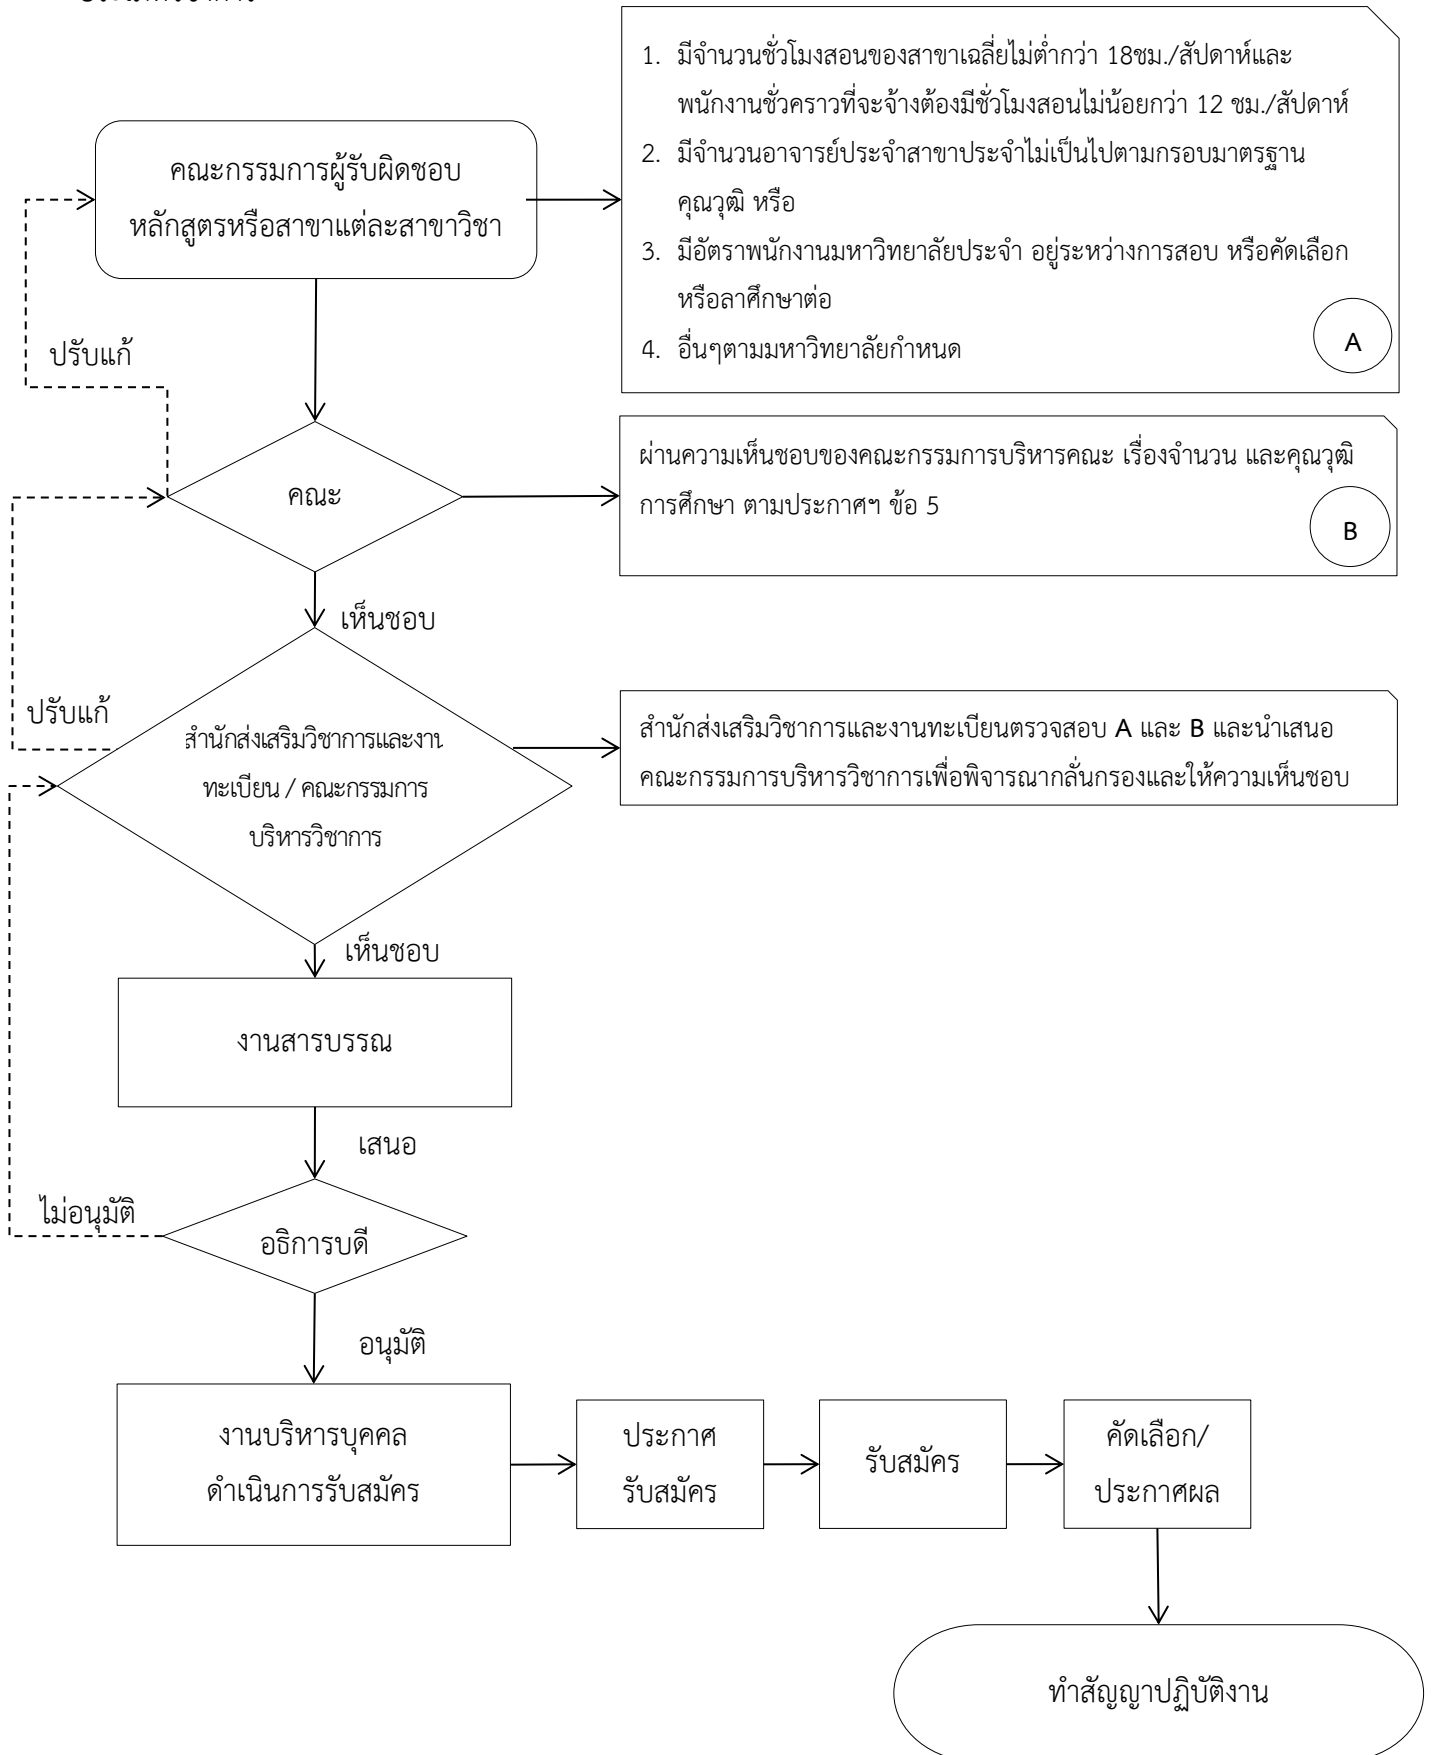 1. มีจำนวนชั่วโมงสอนของสาขาเฉลี่ยไม่ต่ำกว่า 18ชม./สัปดาห์และ
พนักงานชั่วคราวที่จะจ้างต้องมีชั่วโมงสอนไม่น้อยกว่า 12 ชม./สัปดาห์
2. มีจำนวนอาจารย์ประจำสาขาประจำไม่เป็นไปตามกรอบมาตรฐาน
คุณวุฒิ หรือ
3. มีอัตราพนักงานมหาวิทยาลัยประจำ อยู่ระหว่างการสอบ หรือคัดเลือก
หรือลาศึกษาต่อ
4. อื่นๆตามมหาวิทยาลัยกำหนด
A
คณะกรรมการผู้รับผิดชอบ
หลักสูตรหรือสาขาแต่ละสาขาวิชา
ปรับแก้
คณะ
ผ่านความเห็นชอบของคณะกรรมการบริหารคณะ เรื่องจำนวน และคุณวุฒิ
การศึกษา ตามประกาศฯ ข้อ 5
B
เห็นชอบ
ปรับแก้
สำนักส่งเสริมวิชาการและงาน
ทะเบียน / คณะกรรมการ
บริหารวิชาการ
สำนักส่งเสริมวิชาการและงานทะเบียนตรวจสอบ A และ B และนำเสนอ
คณะกรรมการบริหารวิชาการเพื่อพิจารณากลั่นกรองและให้ความเห็นชอบ
เห็นชอบ
งานสารบรรณ
เสนอ
ไม่อนุมัติ
อธิการบดี
อนุมัติ
งานบริหารบุคคล
ดำเนินการรับสมัคร
ประกาศ
รับสมัคร
รับสมัคร
คัดเลือก/
ประกาศผล
ทำสัญญาปฏิบัติงาน